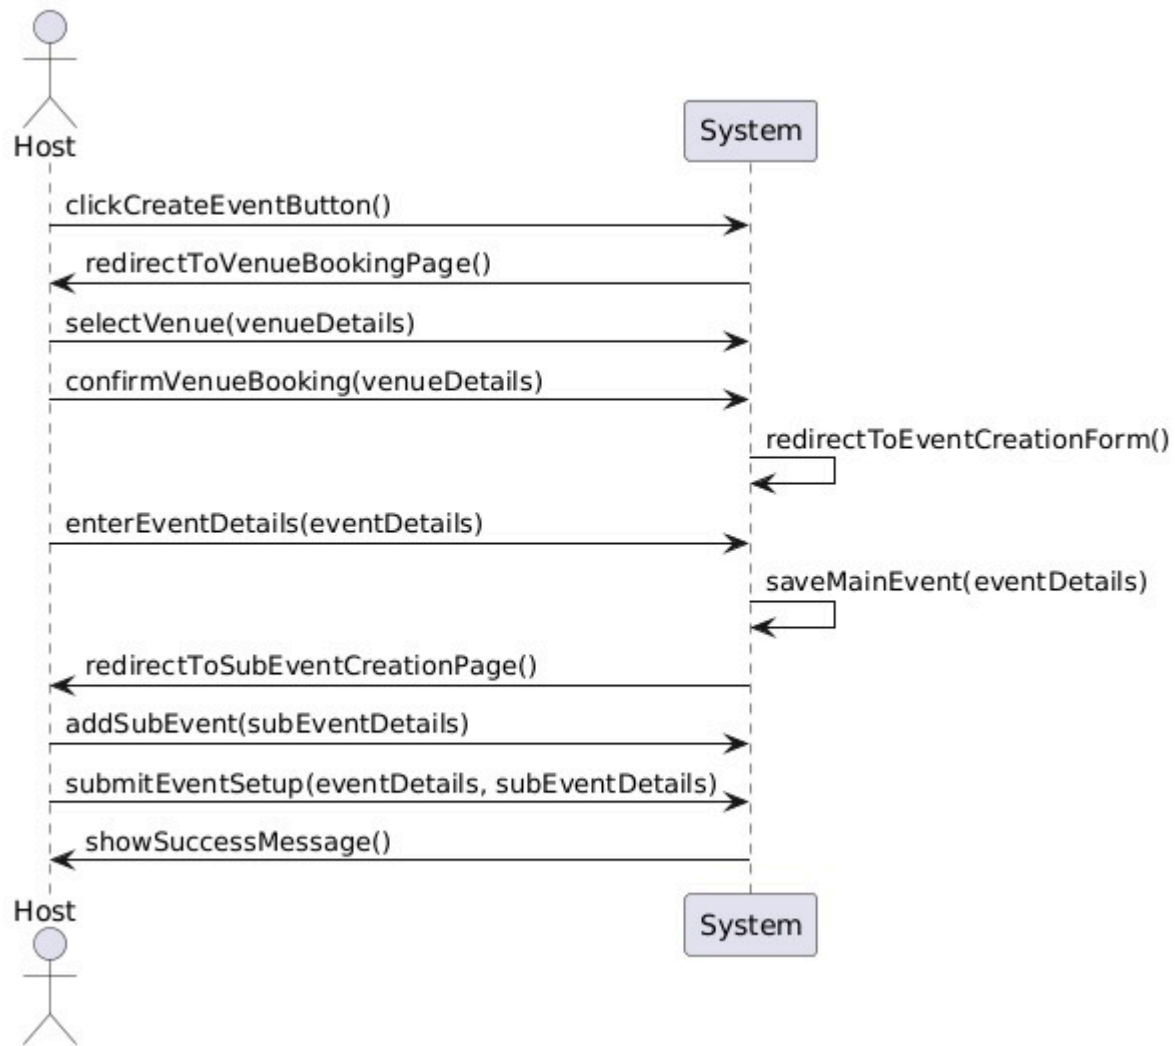 Host
System
clickCreateEventButton()
redirectToVenueBookingPage()
selectVenue(venueDetails)
confirmVenueBooking(venueDetails)
redirectToEventCreationForm()
enterEventDetails(eventDetails)
saveMainEvent(eventDetails)
redirectToSubEventCreationPage()
addSubEvent(subEventDetails)
submitEventSetup(eventDetails, subEventDetails)
showSuccessMessage()
Host
System